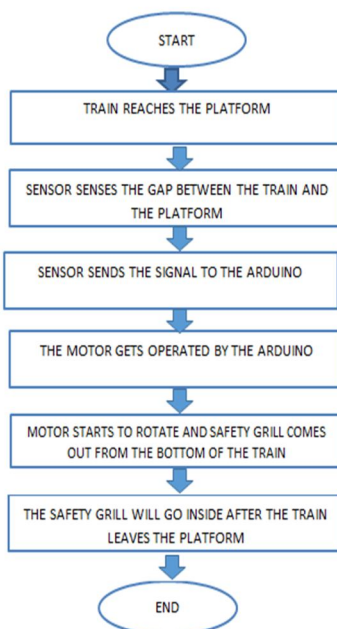 START
TRAIN REACHES THE PLATFORM
SENSOR SENSES THE GAP BETWEEN THE TRAIN AND
THE PLATFORM
SENSOR SENDS THE SIGNAL TO THE ARDUINO
THE MOTOR GETS OPERATED BY THE ARDUINO
MOTOR STARTS TO ROTATE AND SAFETY GRILL COMES
OUT FROM THE BOTTOM OF THE TRAIN
THE SAFETY GRILL WILL GO INSIDE AFTER THE TRAIN
LEAVES THE PLATFORM
END